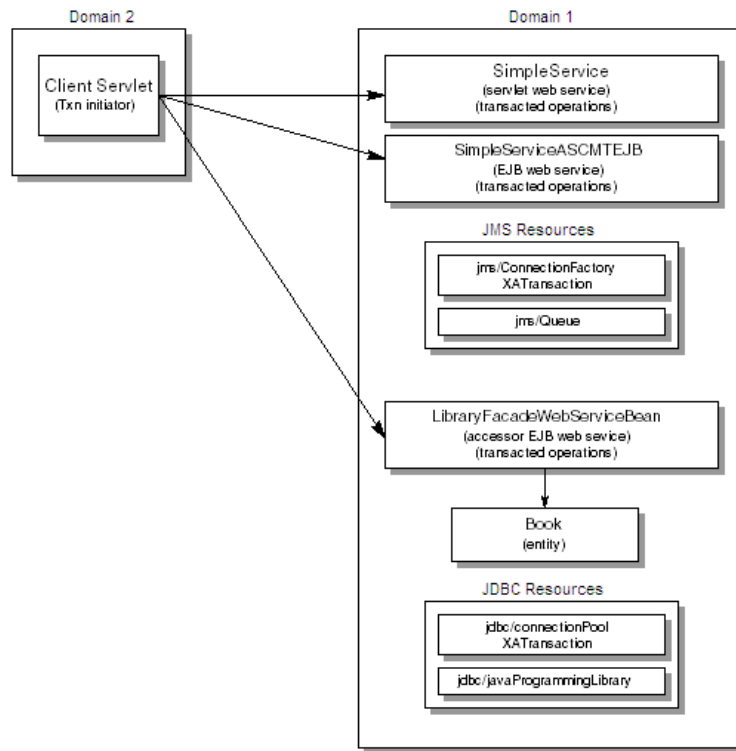 Domain 2
Domain 1
Client Servlet
(Txn initiator)
SimpleService
(servlet web service)
(transacted operations)
SimpleServiceASCMTEJB
(EJB web service)
(transacted operations)
JMS Resources
jms/ConnectionFactory
XATransaction
jms/Queue
LibraryFacadeWebServiceBean
(accessor EJB web sevice)
(transacted operations)
Book
(entity)
JDBC Resources
jdbc/connectionPool
XATransaction
jdbc/javaProgrammingLibrary